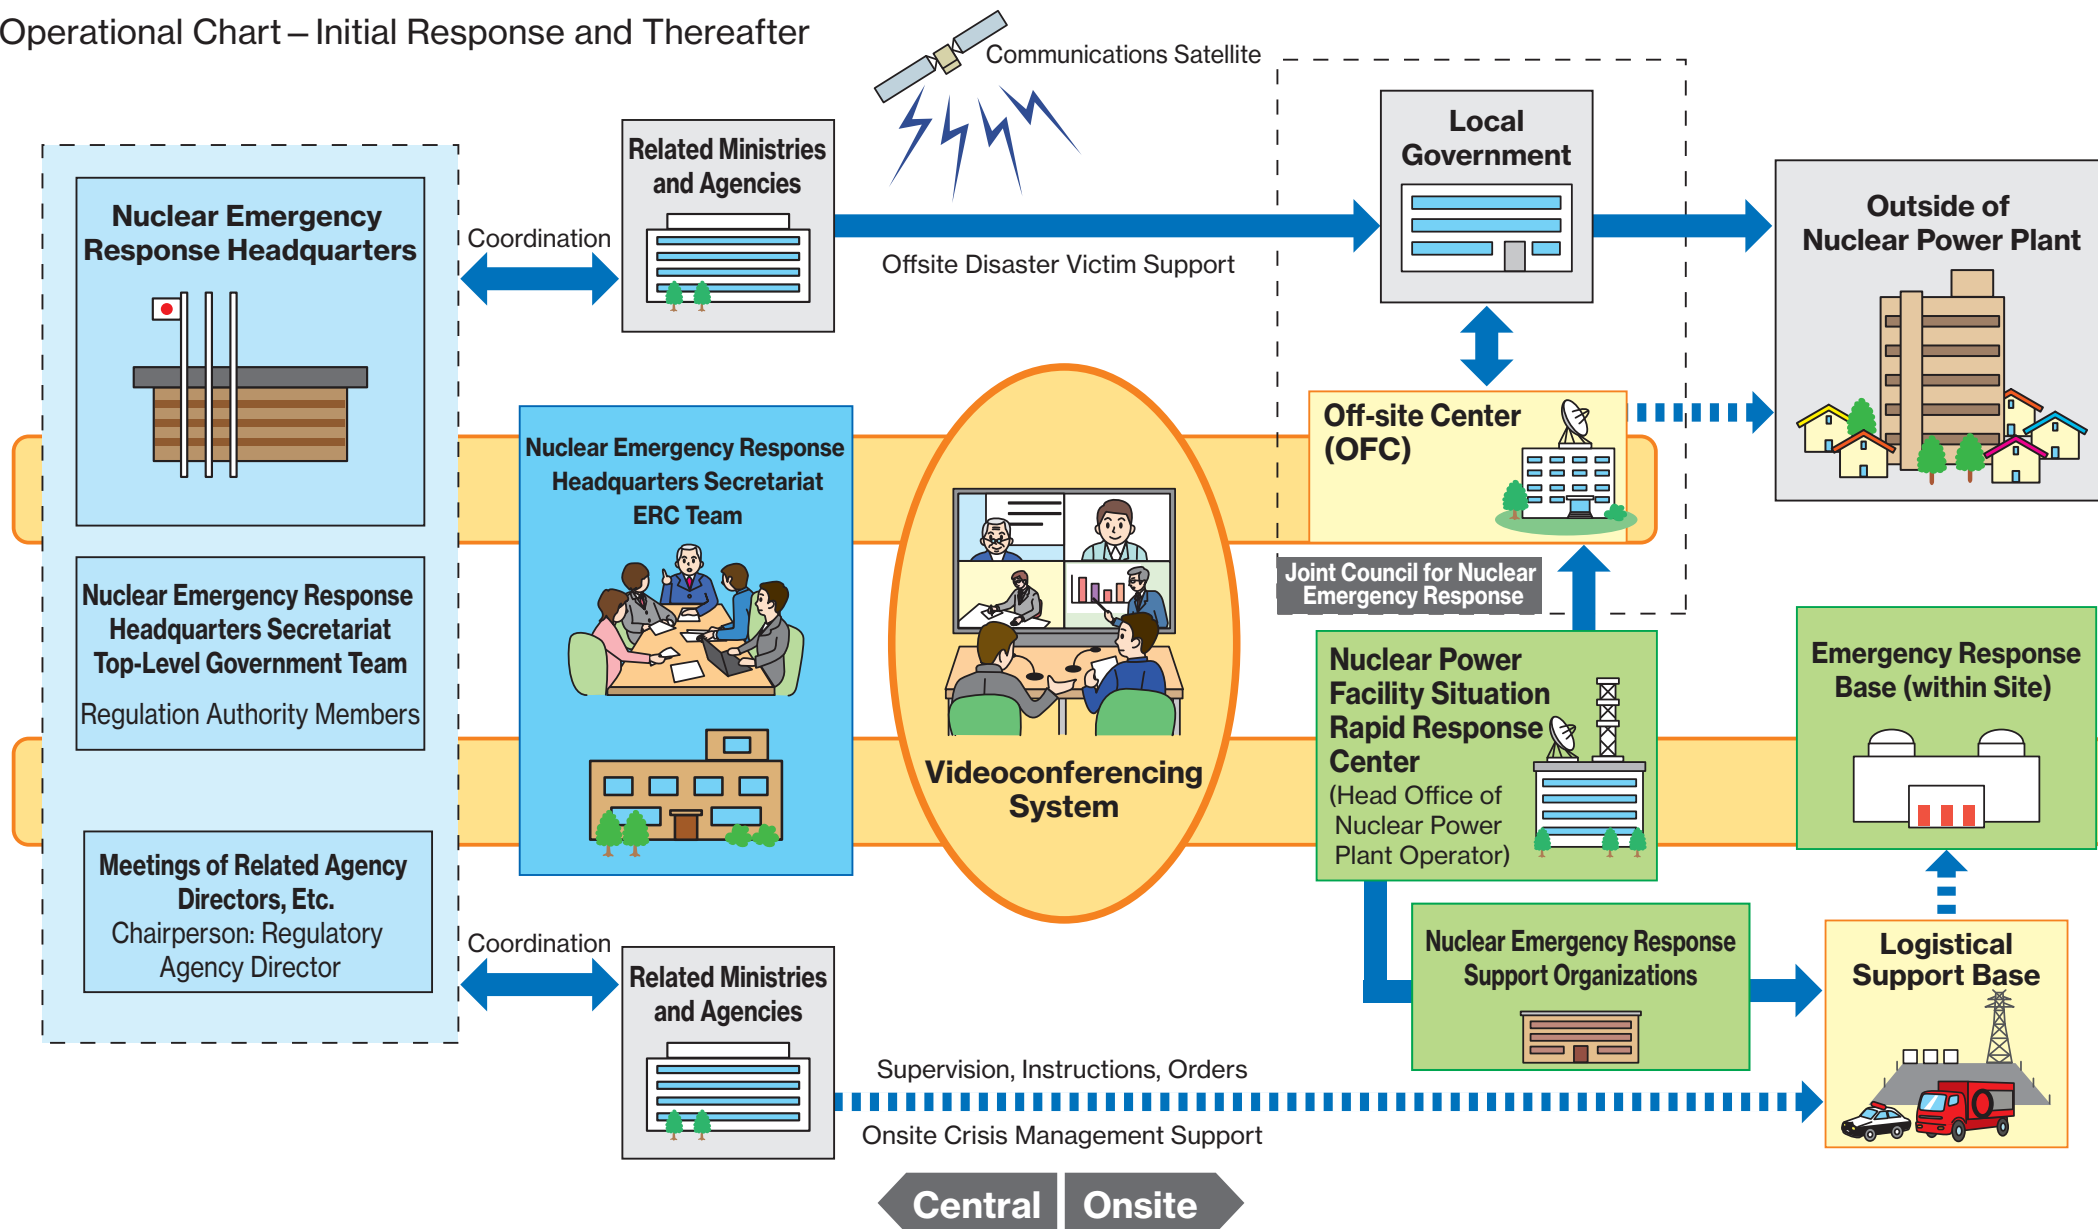 Operational Chart – Initial Response and Thereafter
Communications Satellite
Nuclear Emergency
Response Headquarters
Nuclear Emergency Response
Headquarters Secretariat
Top-Level Government Team
Regulation Authority Members
Meetings of Related Agency
Directors, Etc.
Chairperson: Regulatory
Agency Director
Coordination
Related Ministries
and Agencies
Offsite Disaster Victim Support
Local
Government
Outside of
Nuclear Power Plant
Nuclear Emergency Response
Headquarters Secretariat
ERC Team
Videoconferencing
System
Off-site Center
(OFC)
Joint Council for Nuclear
Emergency Response
Nuclear Power
Facility Situation
Rapid Response
Center
(Head Office of
Nuclear Power
Plant Operator)
Emergency Response
Base (within Site)
Nuclear Emergency Response
Support Organizations
Logistical
Support Base
Coordination
Related Ministries
and Agencies
Supervision, Instructions, Orders
Onsite Crisis Management Support
Central
Onsite